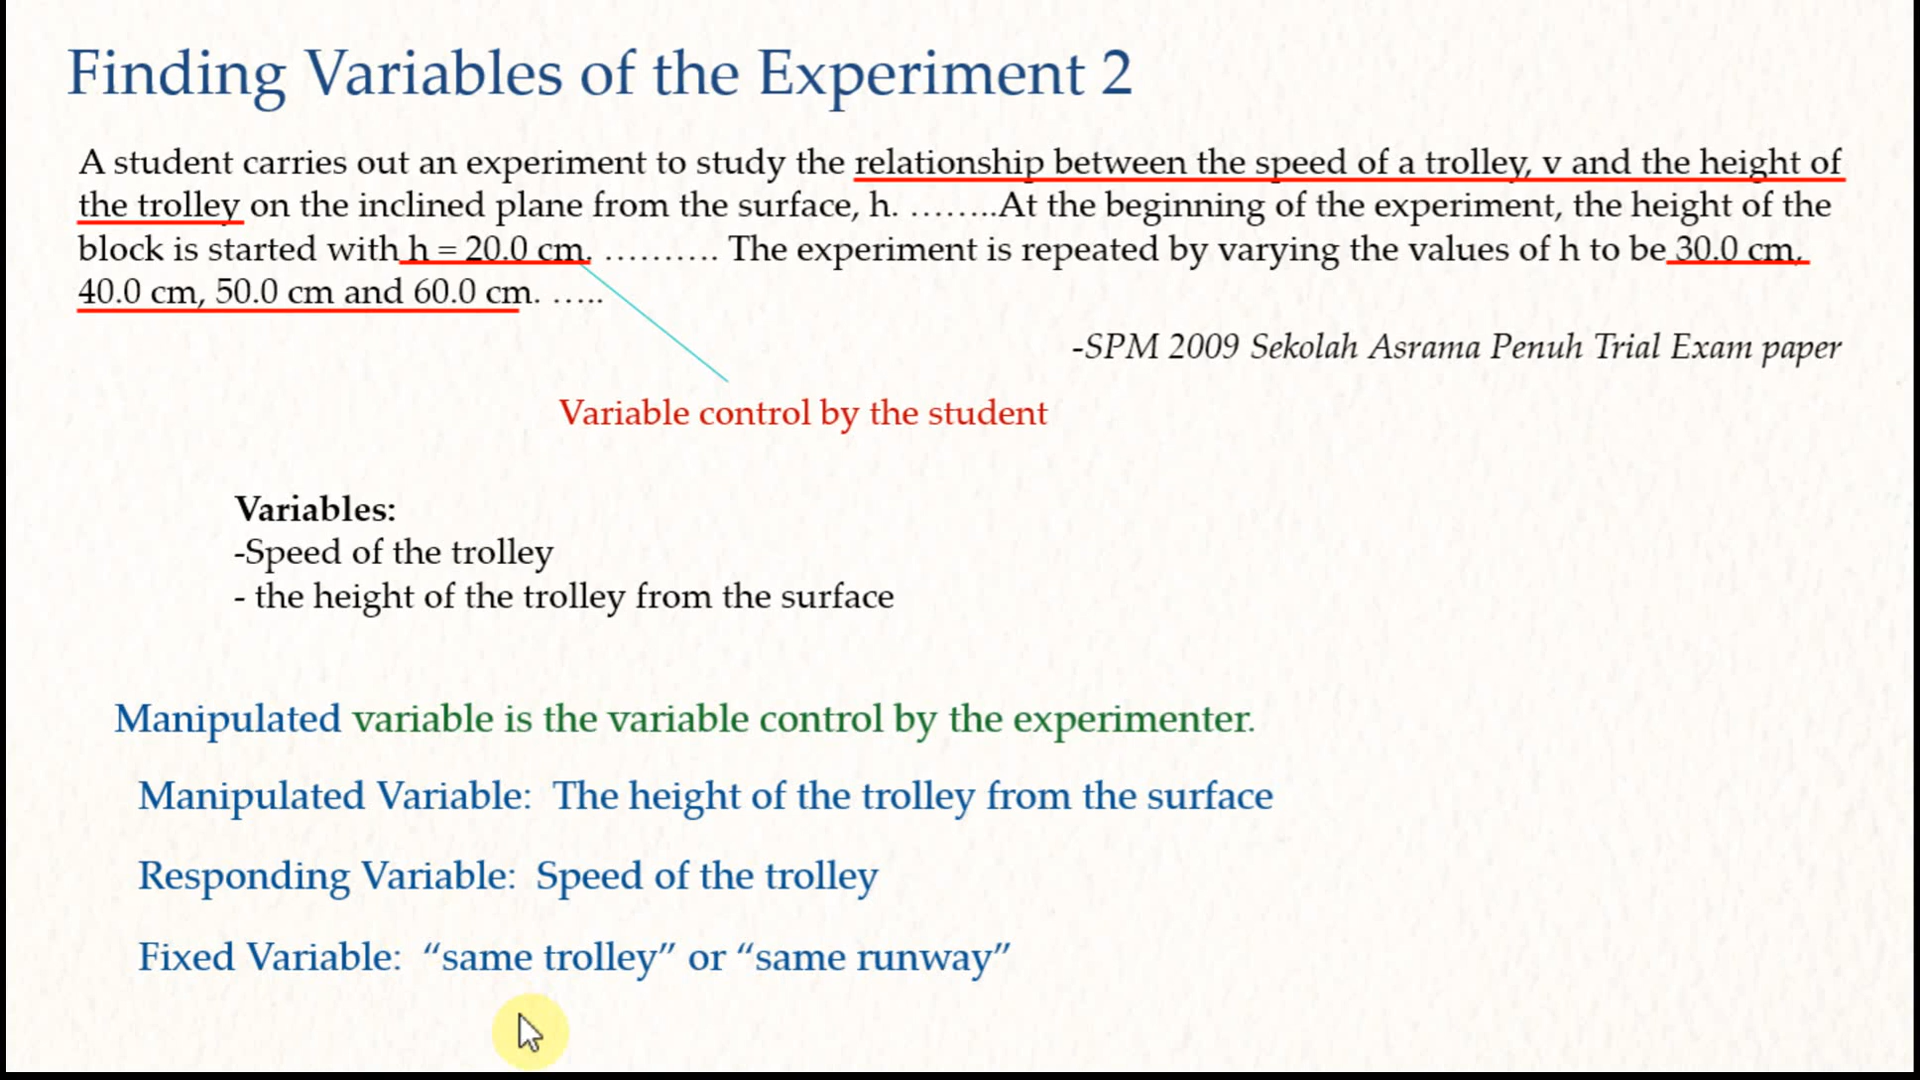 Finding Variables of the Experiment 2
A student carries out an experiment to study the relationship between the speed of a trolley, v and the height of
the trolley on the inclined plane from the surface, h. ……..At the beginning of the experiment, the height of the
block is started with h = 20.0 cm. ………. The experiment is repeated by varying the values of h to be 30.0 cm,
40.0 cm, 50.0 cm and 60.0 cm. …..
-SPM 2009 Sekolah Asrama Penuh Trial Exam paper
Variable control by the student
Variables:
-Speed of the trolley
- the height of the trolley from the surface
Manipulated variable is the variable control by the experimenter.
Manipulated Variable: The height of the trolley from the surface
Responding Variable: Speed of the trolley
Fixed Variable: “same trolley” or “same runway”